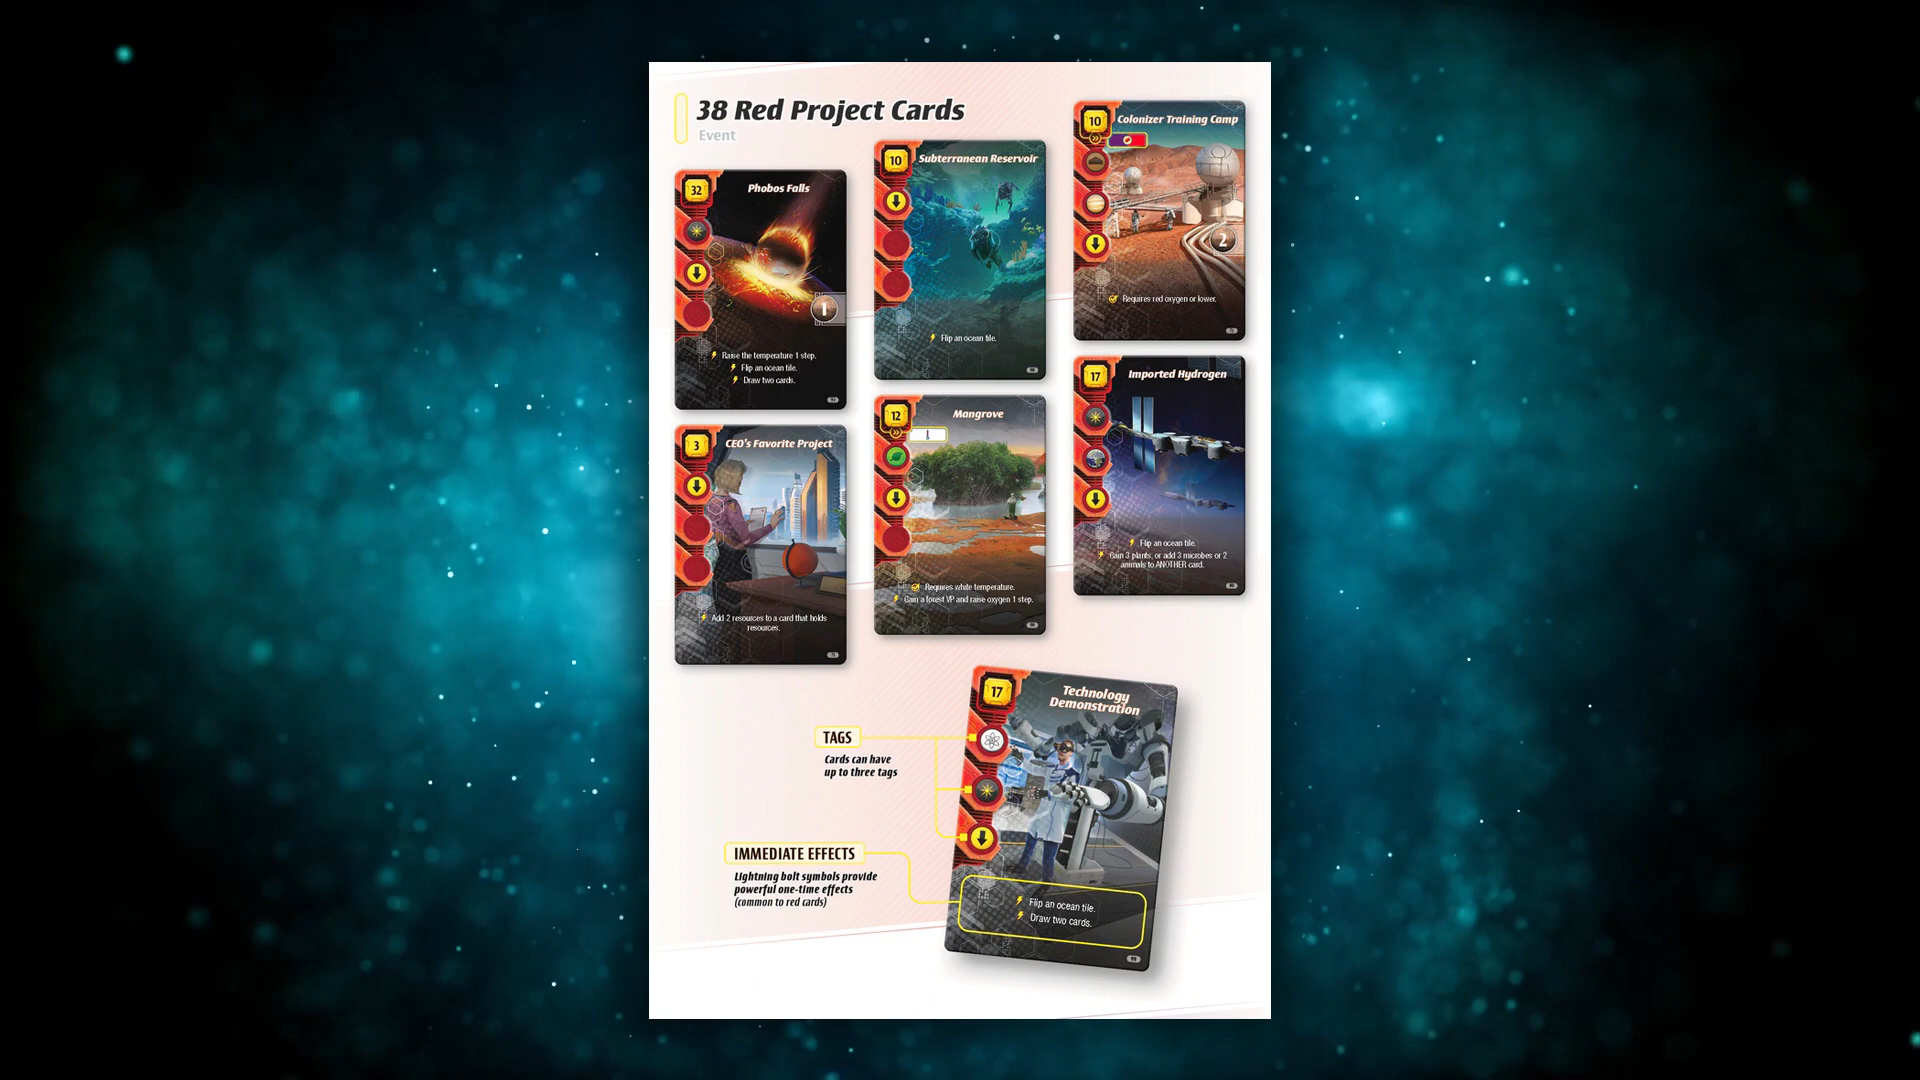 38 Red Project Cards
Event
32
Phobos Falls
1
Raise the temperature 1 step.
Flip an ocean tile.
Draw two cards.
10
Subterranean Reservoir
Flip an ocean tile.
10
Colonizer Training Camp
2
Requires red oxygen or lower.
3
CEO's Favorite Project
Add 2 resources to a card that holds
resources.
12
Mangrove
Requires white temperature.
Gain a forest VP and raise oxygen 1 step.
17
Imported Hydrogen
Flip an ocean tile.
Gain 3 plants, or add 3 microbes or 2
animals to ANOTHER card.
17
Technology
Demonstration
Flip an ocean tile.
Draw two cards.
TAGS
Cards can have
up to three tags
IMMEDIATE EFFECTS
Lightning bolt symbols provide
powerful one-time effects
(common to red cards)